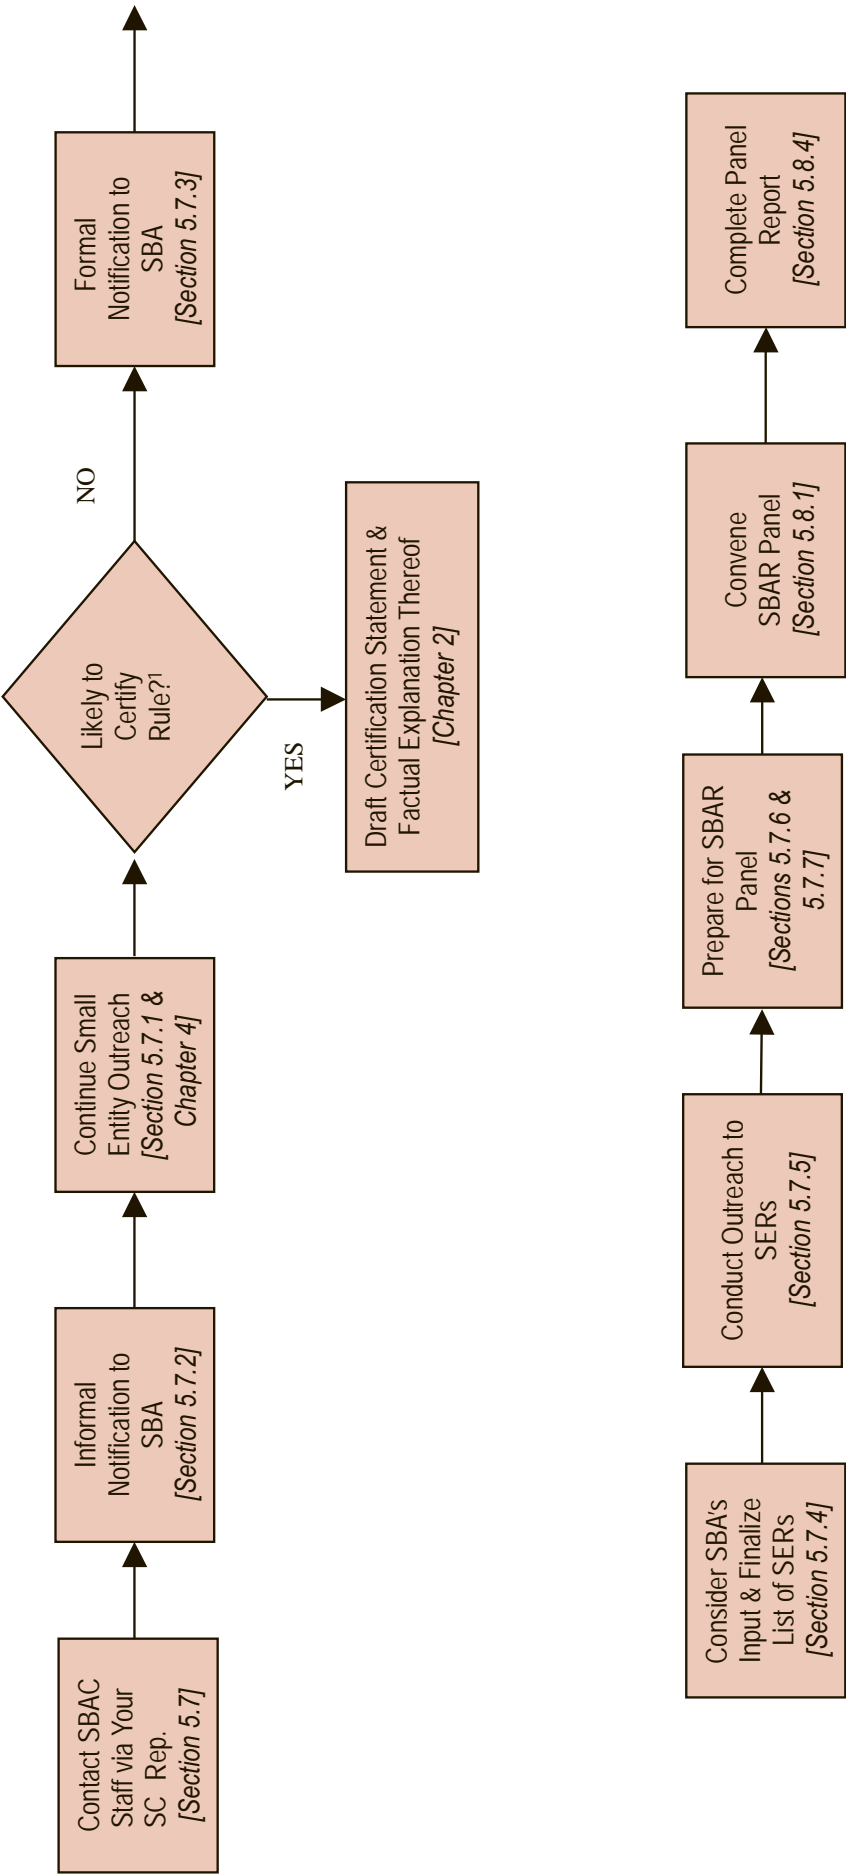 Contact SBAC
Staff via Your
SC Rep.
[Section 5.7]
Informal
Notification to
SBA
[Section 5.7.2]
Continue Small
Entity Outreach
[Section 5.7.1 &
Chapter 4]
Likely to
Certify
Rule?¹
NO
Formal
Notification to
SBA
[Section 5.7.3]
YES
Draft Certification Statement &
Factual Explanation Thereof
[Chapter 2]
Consider SBA's
Input & Finalize
List of SERs
[Section 5.7.4]
Conduct Outreach to
SERs
[Section 5.7.5]
Prepare for SBAR
Panel
[Sections 5.7.6 &
5.7.7]
Convene
SBAR Panel
[Section 5.8.1]
Complete Panel
Report
[Section 5.8.4]